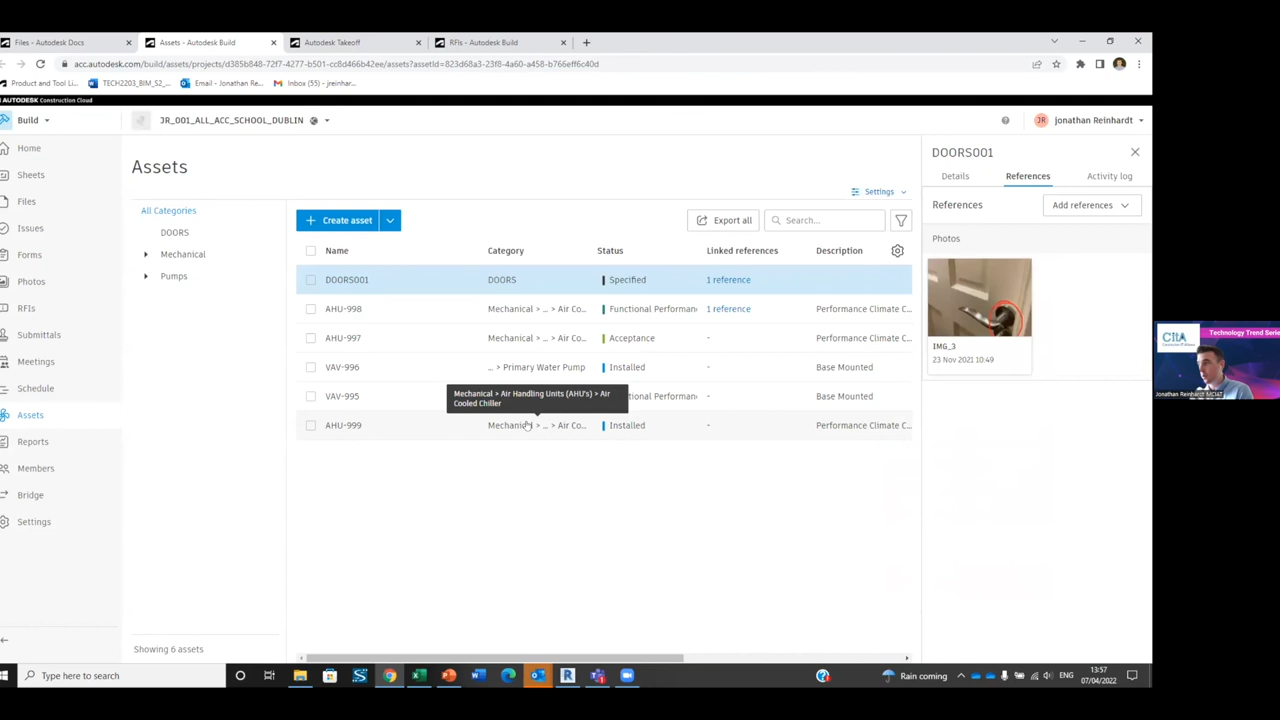 Files - Autodesk Docs
Assets - Autodesk Build
Autodesk Takeoff
RFIs - Autodesk Build
acc.autodesk.com/build/assets/projects/d385b848-72f7-4277-b501-cc8d466b42ee/assets?assetId=823d68a3-23f8-4a60-a458-b766eff6c40d
Product and Tool Li...
TECH2203_BIM_S2_...
Email - Jonathan Re...
Inbox (55) - jreinhar...
AUTODESK Construction Cloud
Build
JR_001_ALL_ACC_SCHOOL_DUBLIN
JR
jonathan Reinhardt
Home
Sheets
Files
Issues
Forms
Photos
RFIs
Submittals
Meetings
Schedule
Assets
Reports
Members
Bridge
Settings
Assets
Settings
All Categories
DOORS
Mechanical
Pumps
Showing 6 assets
+ Create asset
Export all
Search...
Name Category Status Linked references Description
DOORS001 DOORS Specified 1 reference
AHU-998 Mechanical > ... > Air Co... Functional Performan 1 reference Performance Climate C...
AHU-997 Mechanical > ... > Air Co... Acceptance - Performance Climate C...
VAV-996 ... > Primary Water Pump Installed - Base Mounted
VAV-995 tional Performan - Base Mounted
Mechanical > Air Handling Units (AHU's) > Air
Cooled Chiller
AHU-999 Mechanical > ... > Air Co... Installed - Performance Climate C...
DOORS001
Details References Activity log
References
Add references
Photos
IMG_3
23 Nov 2021 10:49
CitA
Technology Trend Serie
Jonathan Reinhardt MCIAT
Type here to search
Rain coming
ENG
13:57
07/04/2022